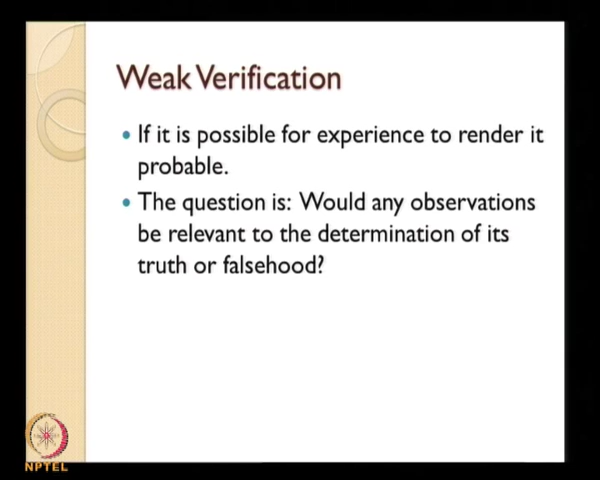 Weak Verification
• If it is possible for experience to render it
probable.
• The question is: Would any observations
be relevant to the determination of its
truth or falsehood?
NPTEL